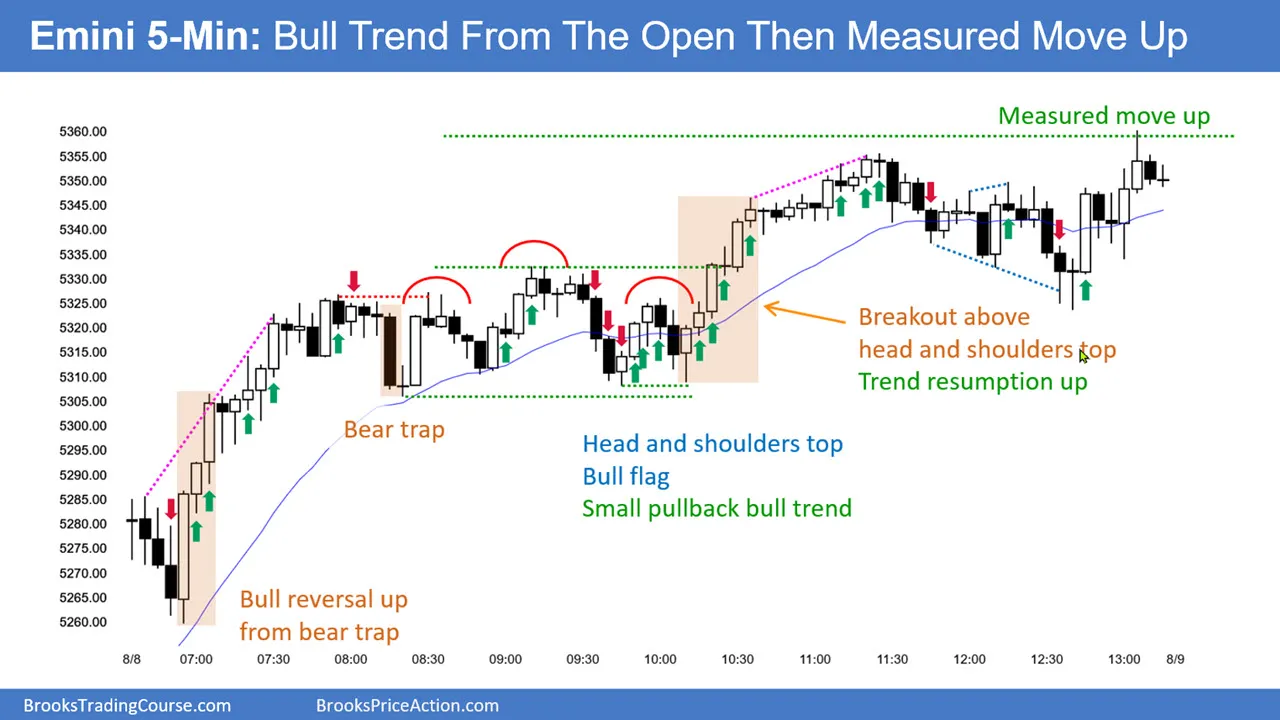 Emini 5-Min: Bull Trend From The Open Then Measured Move Up
Measured move up
5360.00
5355.00
5350.00
5345.00
5340.00
5335.00
5330.00
5325.00
5320.00
5315.00
5310.00
5305.00
5300.00
5295.00
5290.00
5285.00
5280.00
5275.00
5270.00
5265.00
5260.00
Breakout above
head and shoulders top
Trend resumption up
Bear trap
Head and shoulders top
Bull flag
Small pullback bull trend
Bull reversal up
from bear trap
8/8 07:00 07:30 08:00 08:30 09:00 09:30 10:00 10:30 11:00 11:30 12:00 12:30 13:00 8/9
BrooksTradingCourse.com BrooksPriceAction.com